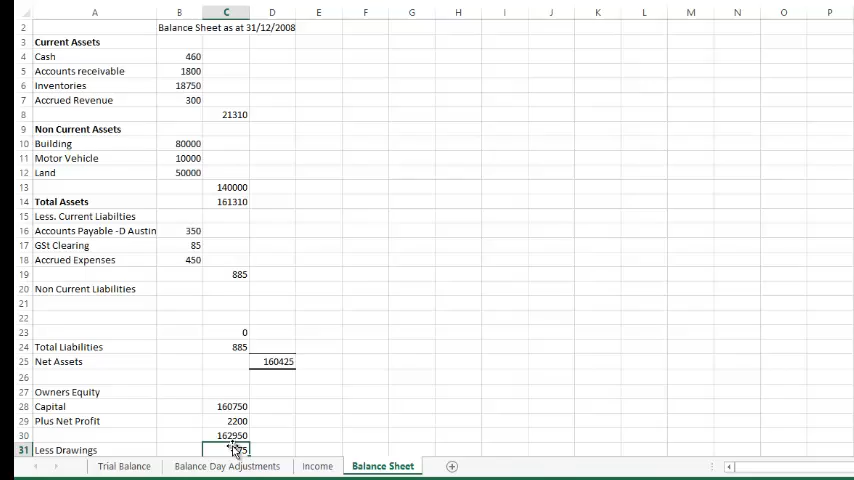 A B C D E F G H I J K L M N O P
2 Balance Sheet as at 31/12/2008
3 Current Assets
4 Cash 460
5 Accounts receivable 1800
6 Inventories 18750
7 Accrued Revenue 300
8 21310
9 Non Current Assets
10 Building 80000
11 Motor Vehicle 10000
12 Land 50000
13 140000
14 Total Assets 161310
15 Less. Current Liabilties
16 Accounts Payable -D Austin 350
17 GSt Clearing 85
18 Accrued Expenses 450
19 885
20 Non Current Liabilities
21
22
23 0
24 Total Liabilities 885
25 Net Assets 160425
26
27 Owners Equity
28 Capital 160750
29 Plus Net Profit 2200
30 162950
31 Less Drawings
Trial Balance Balance Day Adjustments Income Balance Sheet